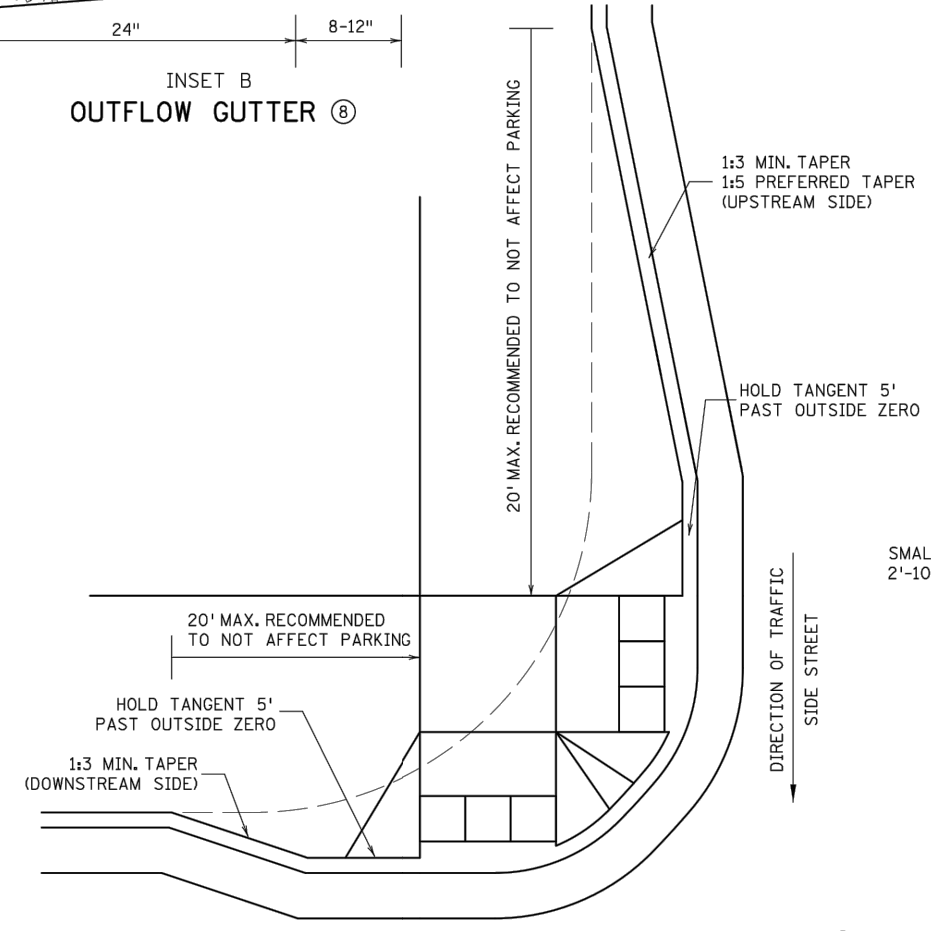 24"
8-12"
INSET B
OUTFLOW GUTTER 8
20' MAX. RECOMMENDED TO NOT AFFECT PARKING
1:3 MIN. TAPER
1:5 PREFERRED TAPER
(UPSTREAM SIDE)
HOLD TANGENT 5'
PAST OUTSIDE ZERO
SMAL
2'-10
DIRECTION OF TRAFFIC
SIDE STREET
20' MAX. RECOMMENDED
TO NOT AFFECT PARKING
HOLD TANGENT 5'
PAST OUTSIDE ZERO
1:3 MIN. TAPER
(DOWNSTREAM SIDE)